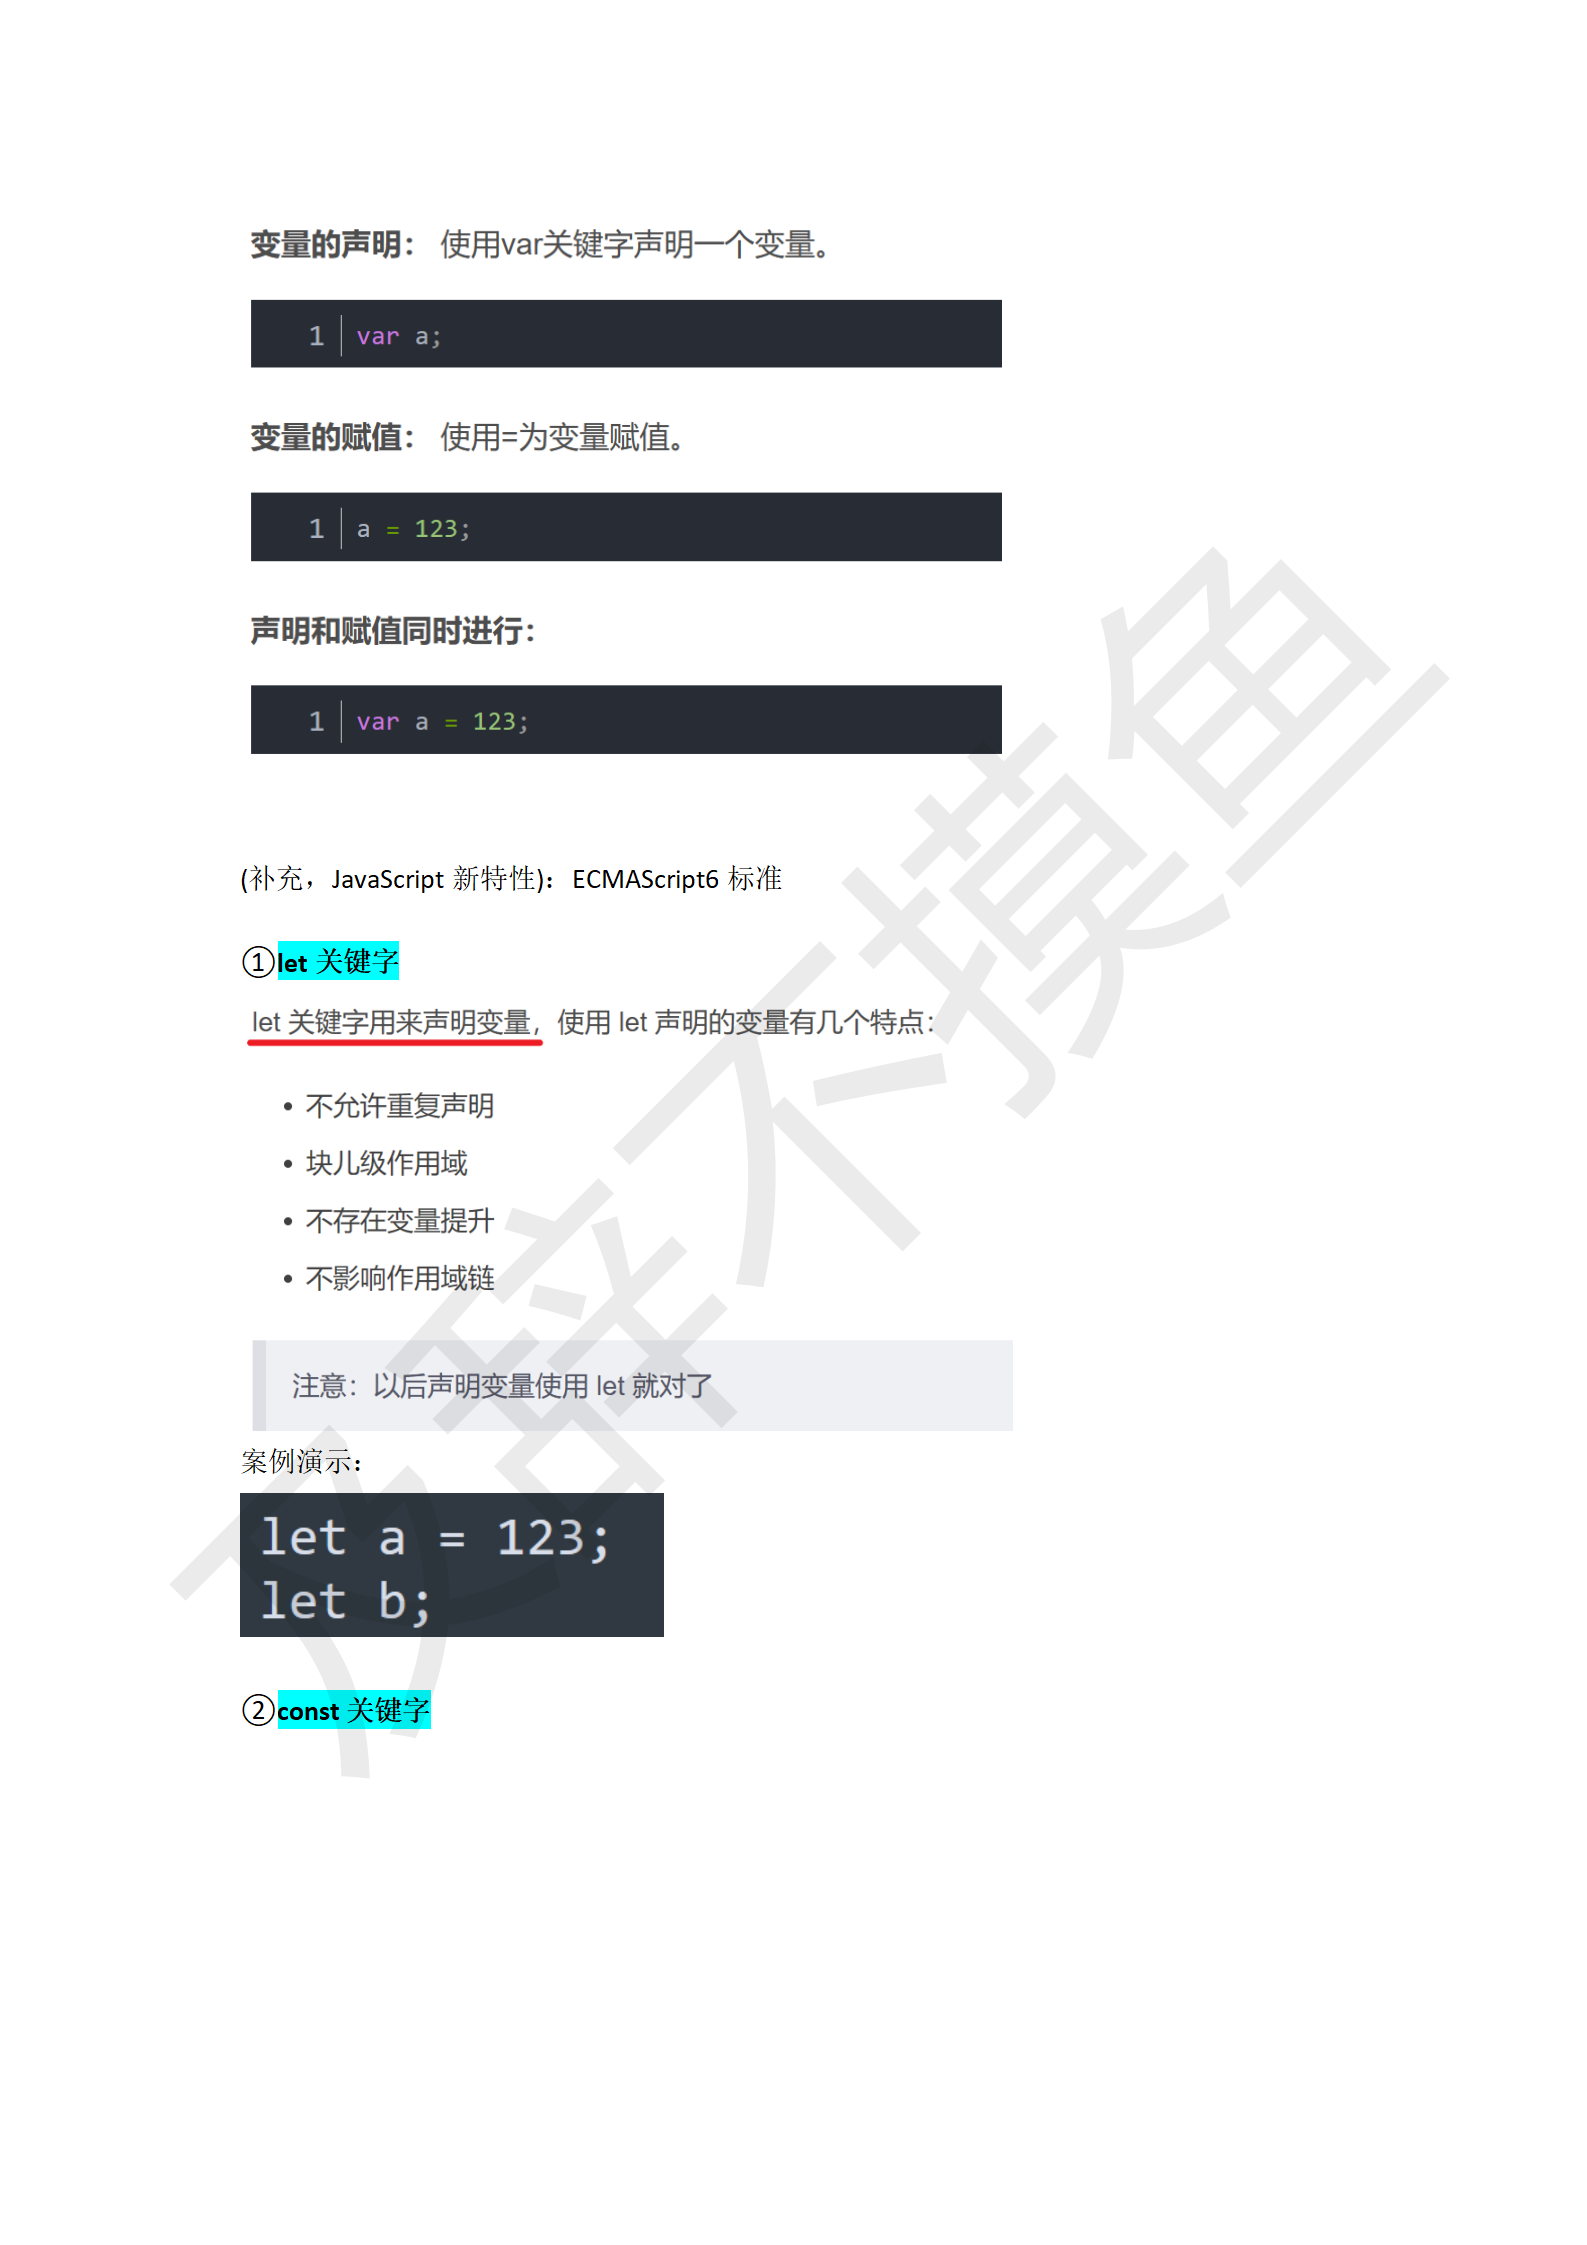 变量的声明： 使用var关键字声明一个变量。
1 var a;
变量的赋值： 使用=为变量赋值。
1 a = 123;
声明和赋值同时进行：
1 var a = 123;
(补充，JavaScript 新特性)：ECMAScript6 标准
①let 关键字
let 关键字用来声明变量，使用 let 声明的变量有几个特点：
• 不允许重复声明
• 块儿级作用域
• 不存在变量提升
• 不影响作用域链
注意：以后声明变量使用 let 就对了
案例演示：
let a = 123;
let b;
②const 关键字
及辞不摸鱼